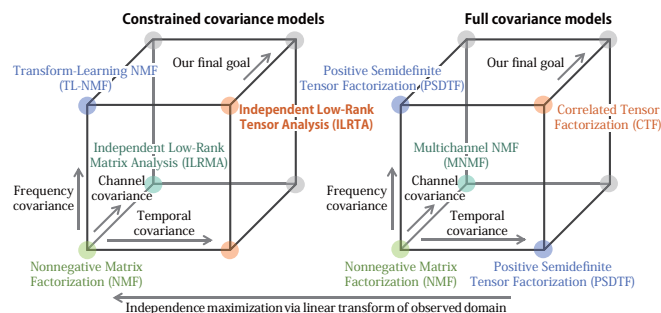 Constrained covariance models
Full covariance models
Transform-Learning NMF
(TL-NMF)
Our final goal
Independent Low-Rank
Tensor Analysis (ILRTA)
Independent Low-Rank
Matrix Analysis (ILRMA)
Frequency
covariance
Channel
covariance
Temporal
covariance
Nonnegative Matrix
Factorization (NMF)
Positive Semidefinite
Tensor Factorization (PSDTF)
Our final goal
Correlated Tensor
Factorization (CTF)
Multichannel NMF
(MNMF)
Frequency
covariance
Channel
covariance
Temporal
covariance
Nonnegative Matrix
Factorization (NMF)
Positive Semidefinite
Tensor Factorization (PSDTF)
Independence maximization via linear transform of observed domain